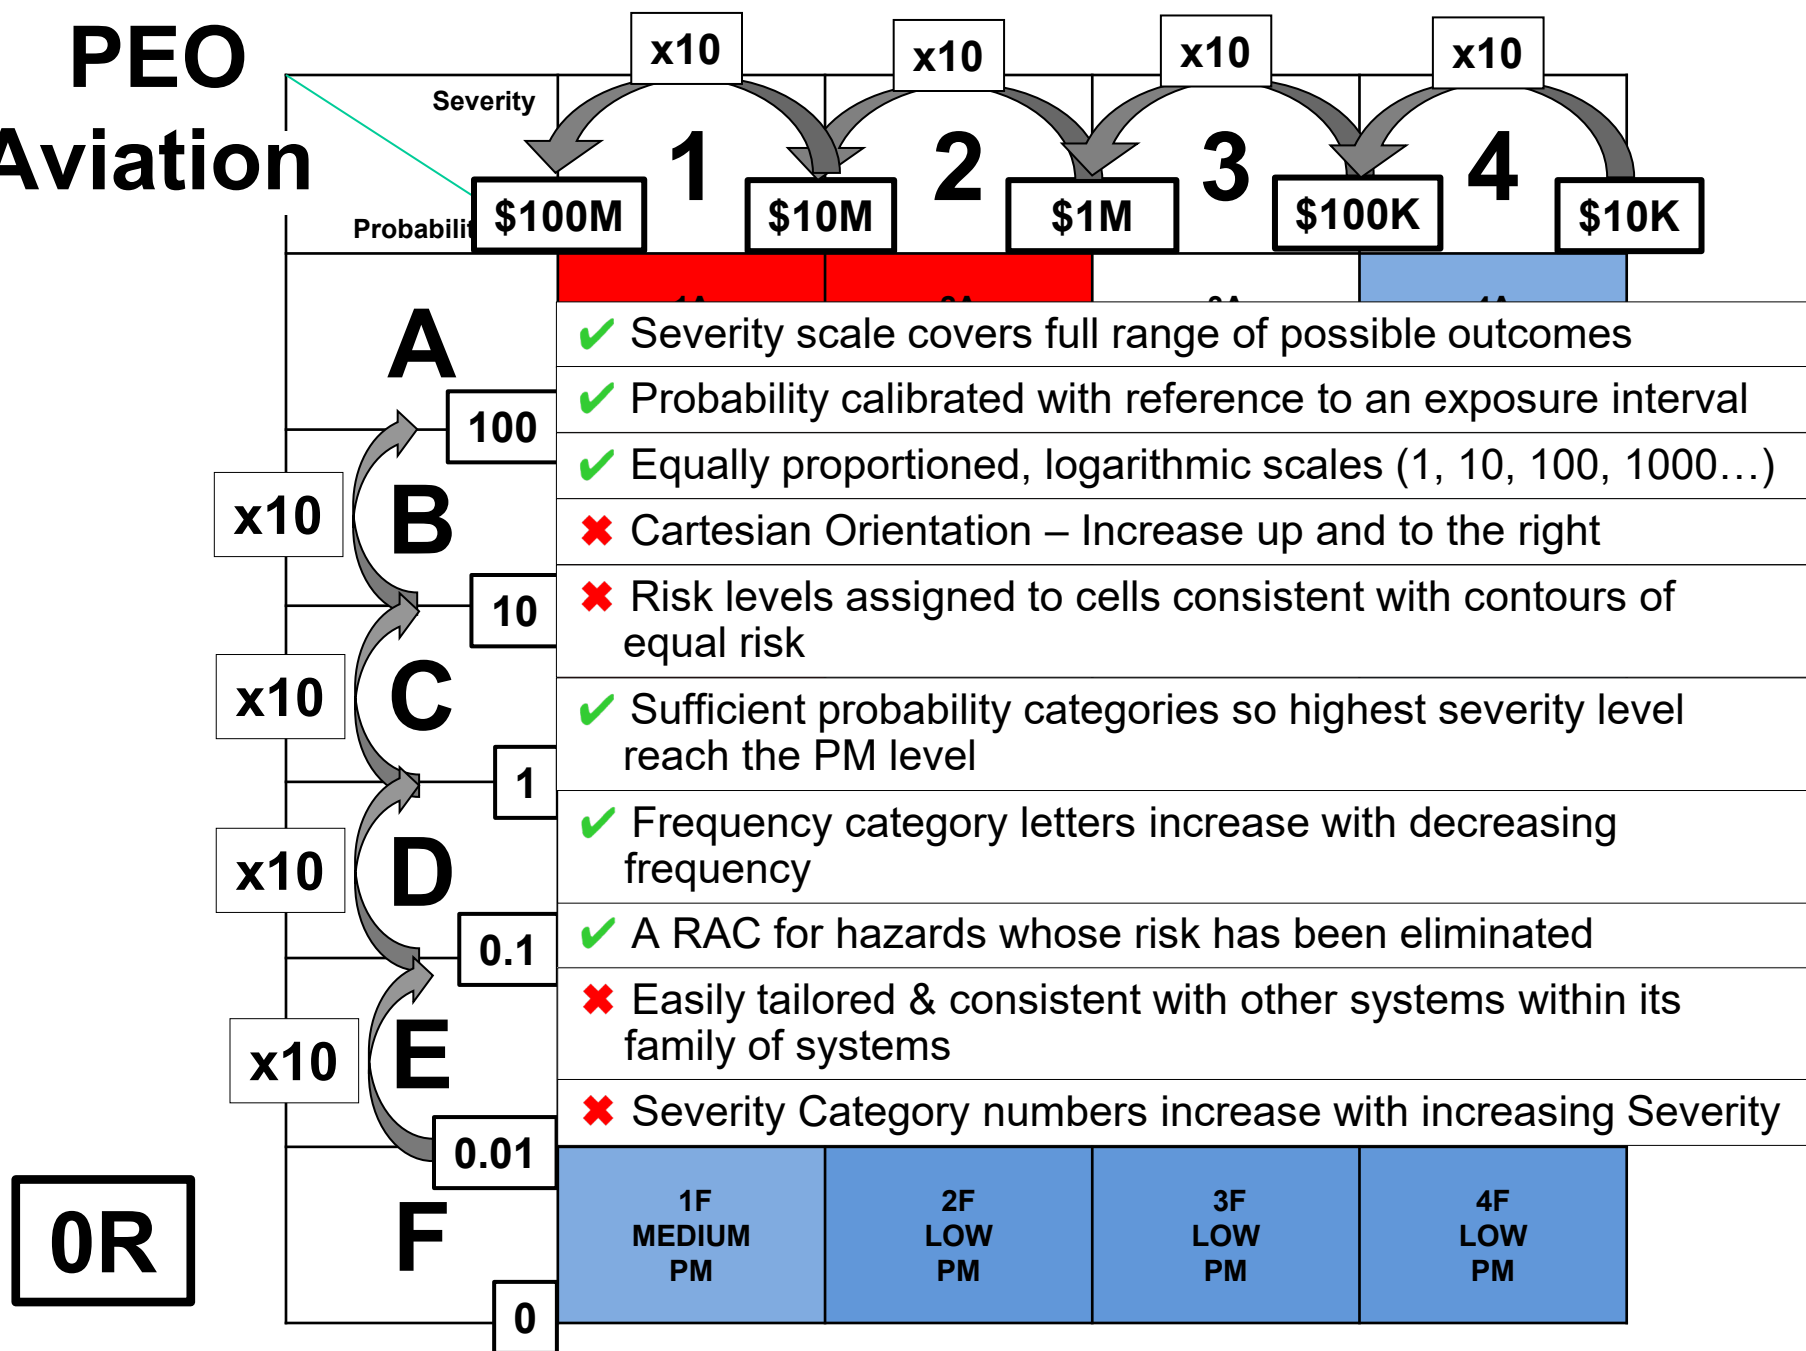 PEO
Aviation
x10
x10
x10
x10
Severity
1
2
3
4
$100M
$10M
$1M
$100K
$10K
A
✔ Severity scale covers full range of possible outcomes
✔ Probability calibrated with reference to an exposure interval
100
✔ Equally proportioned, logarithmic scales (1, 10, 100, 1000…)
x10
B
✖ Cartesian Orientation – Increase up and to the right
10
✖ Risk levels assigned to cells consistent with contours of
equal risk
x10
C
✔ Sufficient probability categories so highest severity level
reach the PM level
1
✔ Frequency category letters increase with decreasing
frequency
x10
D
0.1
✔ A RAC for hazards whose risk has been eliminated
✖ Easily tailored & consistent with other systems within its
family of systems
x10
E
✖ Severity Category numbers increase with increasing Severity
0.01
0R
F
1F
MEDIUM
PM
2F
LOW
PM
3F
LOW
PM
4F
LOW
PM
0